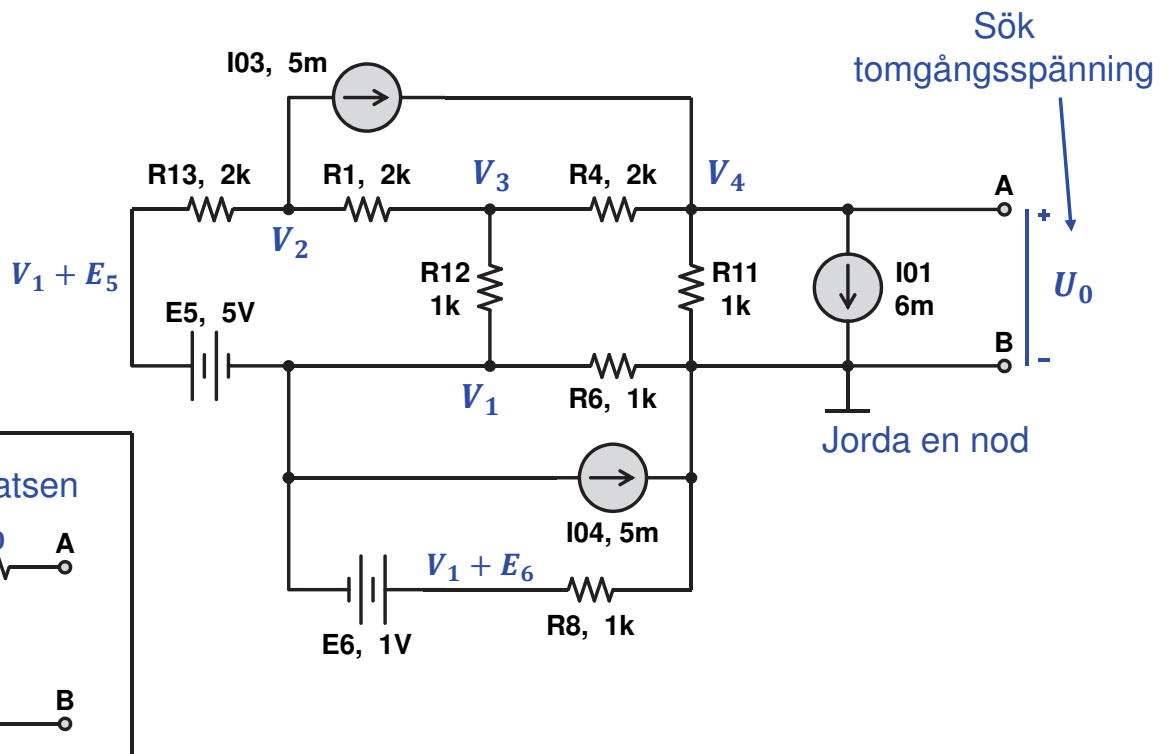 Sök
tomgångsspänning
I03, 5m
R13, 2k
R1, 2k
V₃
R4, 2k
V₄
A
V₂
+
V₁ + E₅
R12
1k
R11
1k
I01
6m
U₀
E5, 5V
B
V₁
R6, 1k
–
Jorda en nod
atsen
A
I04, 5m
V₁ + E₆
R8, 1k
E6, 1V
B